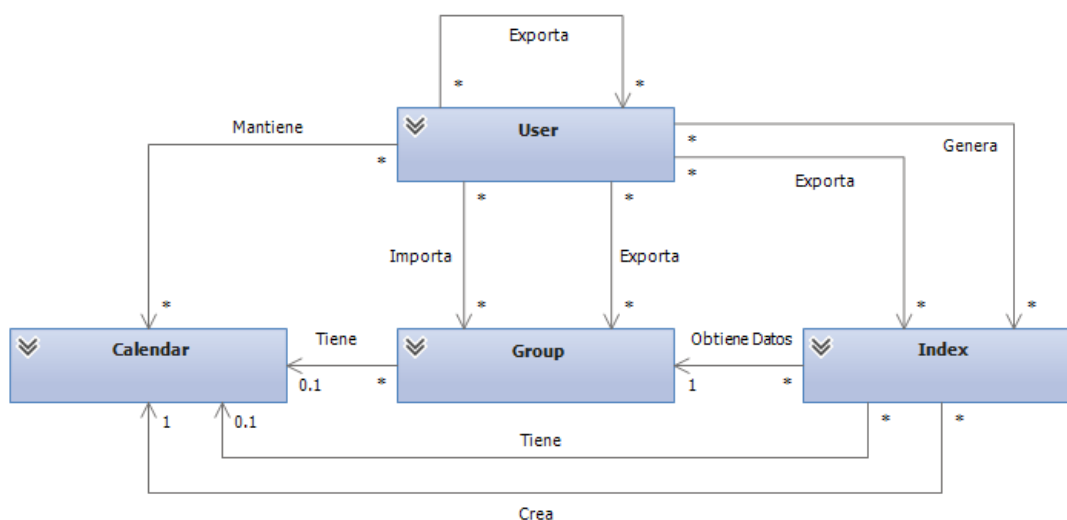 Exporta
*
*
User
Mantiene
*
*
*
Genera
Exporta
*
*
Importa
Exporta
*
*
*
*
*
Calendar
Tiene
Group
Obtiene Datos
Index
0.1
*
1
*
1
0.1
*
*
Tiene
Crea